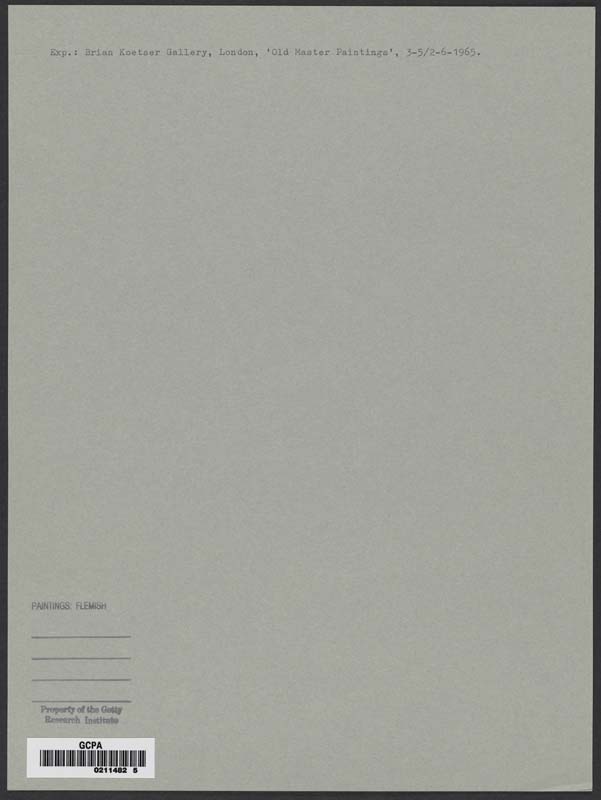 Exp.: Brian Koetser Gallery, London, 'Old Master Paintings', 3-5/2-6-1965.
PAINTINGS: FLEMISH
Property of the Getty
Research Institute
GCPA
0211482 5